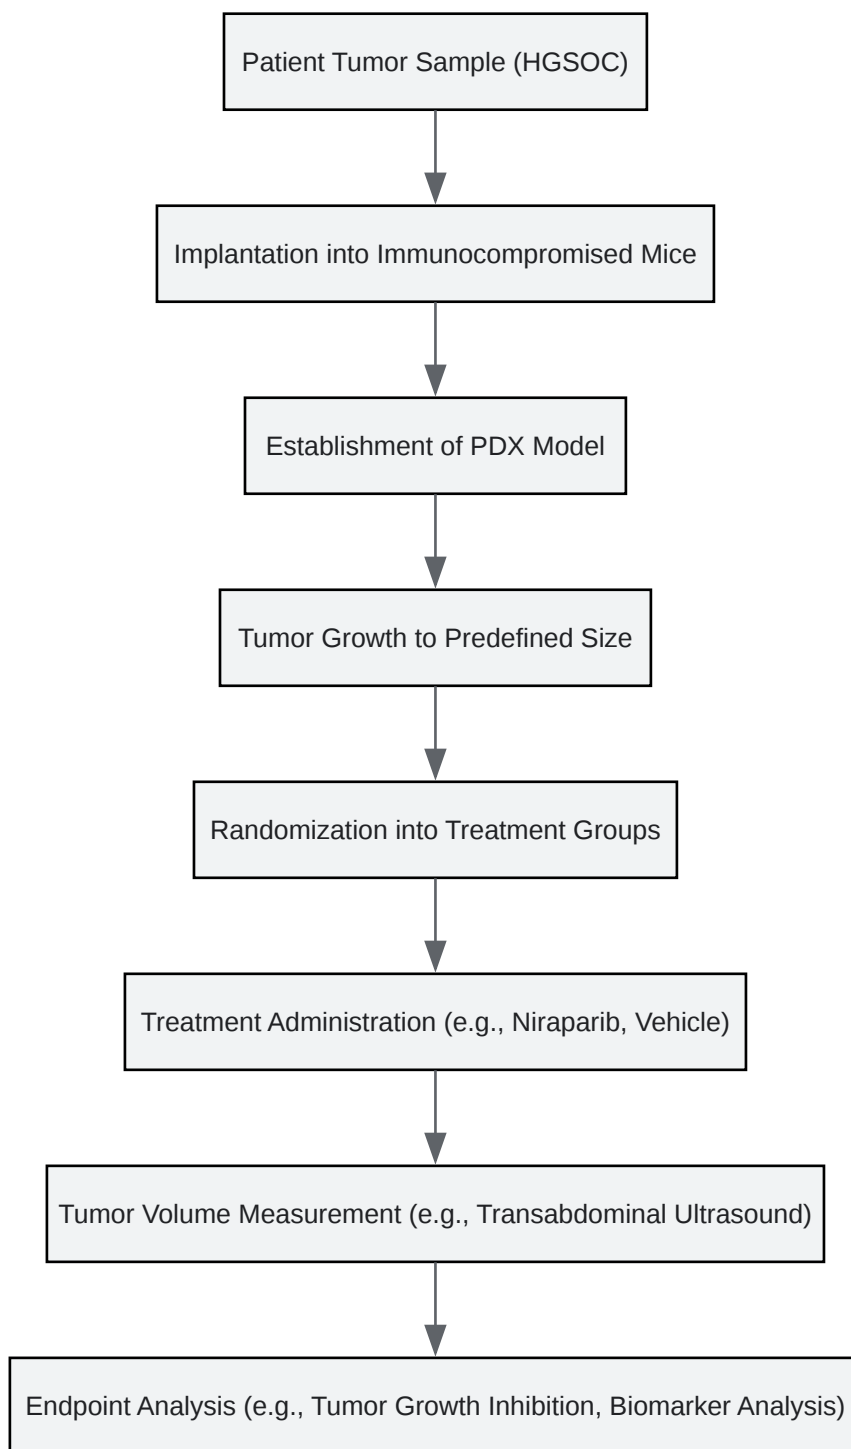 Patient Tumor Sample (HGSOC)
Implantation into Immunocompromised Mice
Establishment of PDX Model
Tumor Growth to Predefined Size
Randomization into Treatment Groups
Treatment Administration (e.g., Niraparib, Vehicle)
Tumor Volume Measurement (e.g., Transabdominal Ultrasound)
Endpoint Analysis (e.g., Tumor Growth Inhibition, Biomarker Analysis)